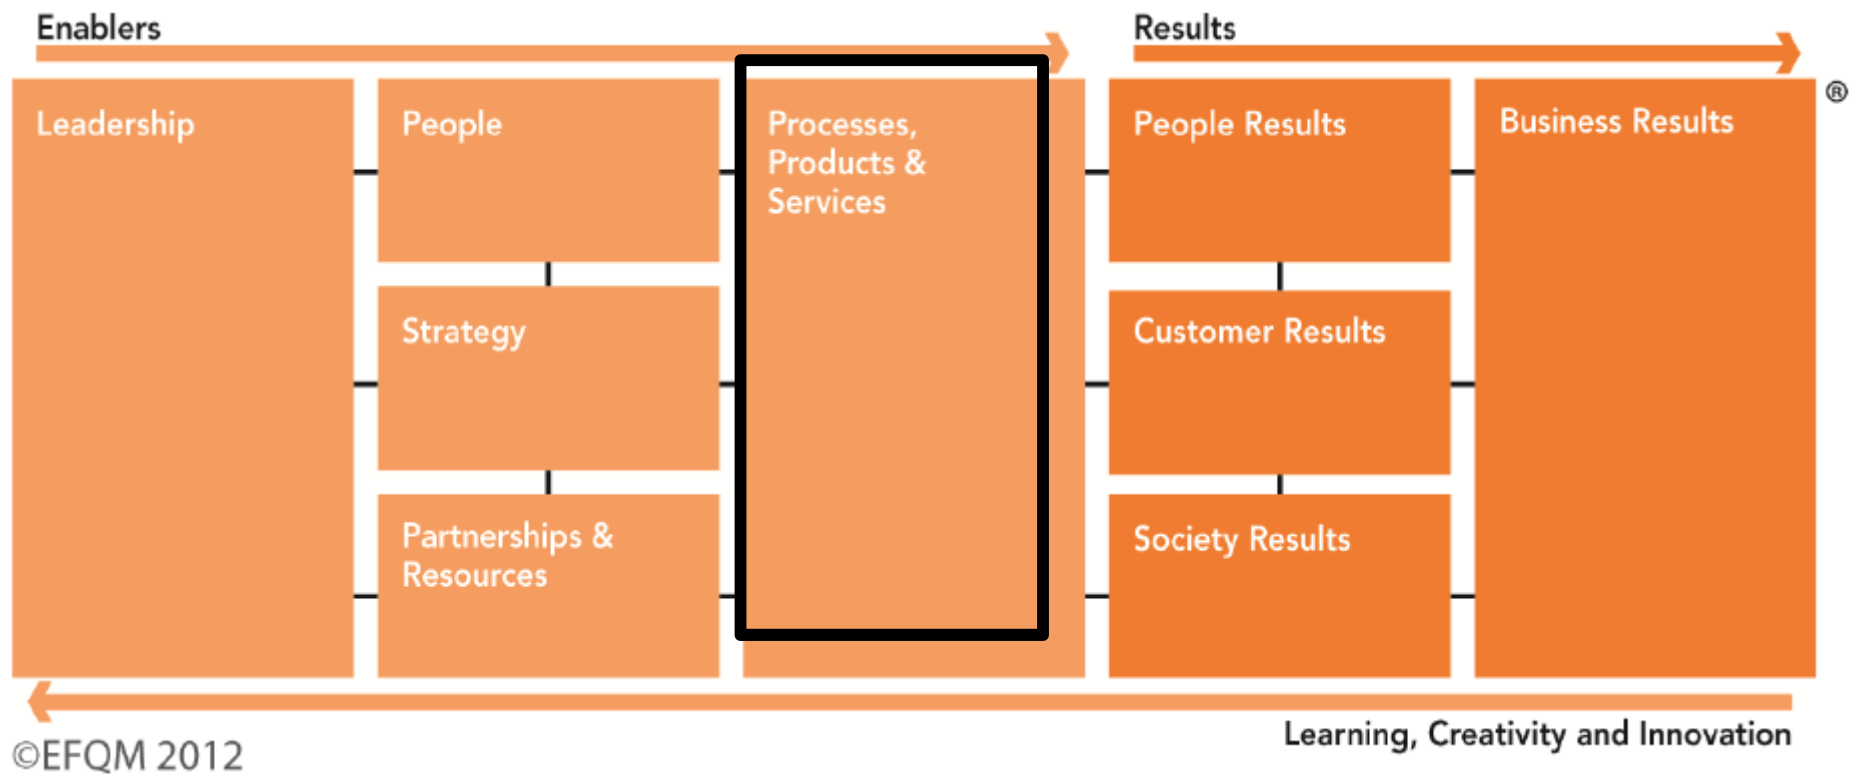 Enablers
Results
Leadership
People
Processes,
Products &
Services
People Results
Business Results
®
Strategy
Customer Results
Partnerships &
Resources
Society Results
Learning, Creativity and Innovation
©EFQM 2012